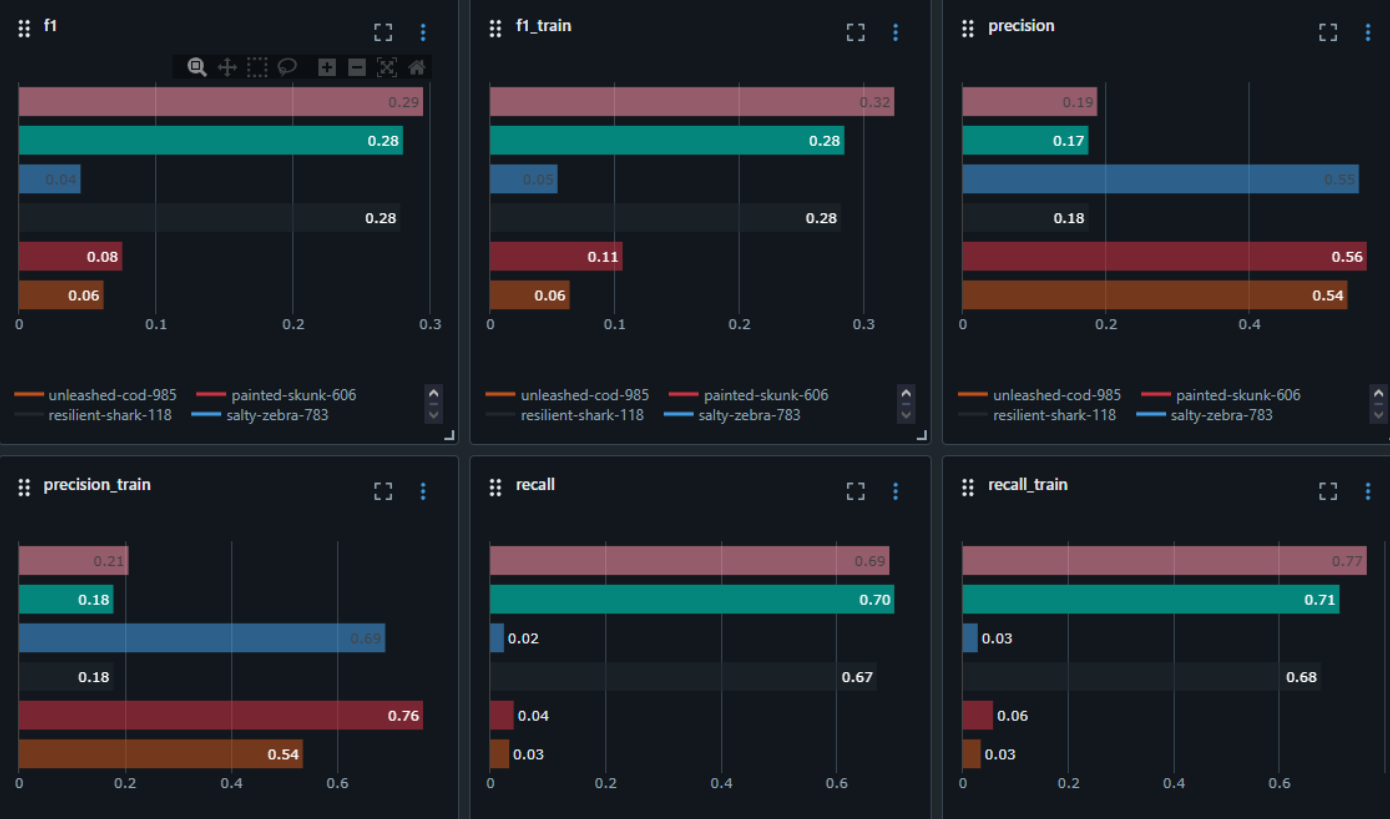 f1
0.29
0.28
0.04
0.28
0.08
0.06
0 0.1 0.2 0.3
unleashed-cod-985 painted-skunk-606
resilient-shark-118 salty-zebra-783
f1_train
0.32
0.28
0.05
0.28
0.11
0.06
0 0.1 0.2 0.3
unleashed-cod-985 painted-skunk-606
resilient-shark-118 salty-zebra-783
precision
0.19
0.17
0.55
0.18
0.56
0.54
0 0.2 0.4
unleashed-cod-985 painted-skunk-606
resilient-shark-118 salty-zebra-783
precision_train
0.21
0.18
0.69
0.18
0.76
0.54
0 0.2 0.4 0.6
recall
0.69
0.70
0.02
0.67
0.04
0.03
0 0.2 0.4 0.6
recall_train
0.77
0.71
0.03
0.68
0.06
0.03
0 0.2 0.4 0.6